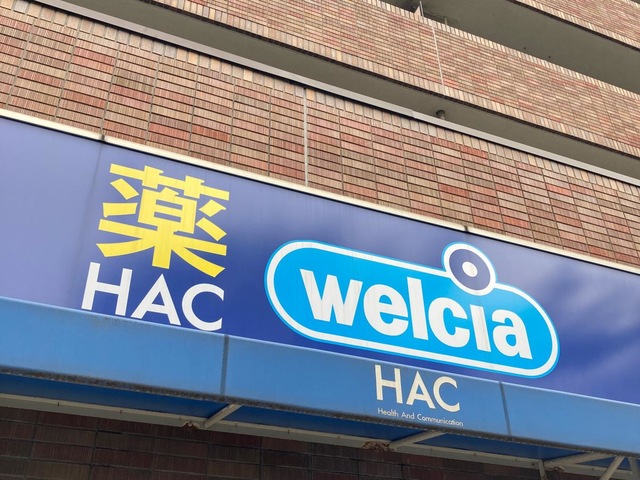 薬
HAC
welcia
HAC
Health And Communication